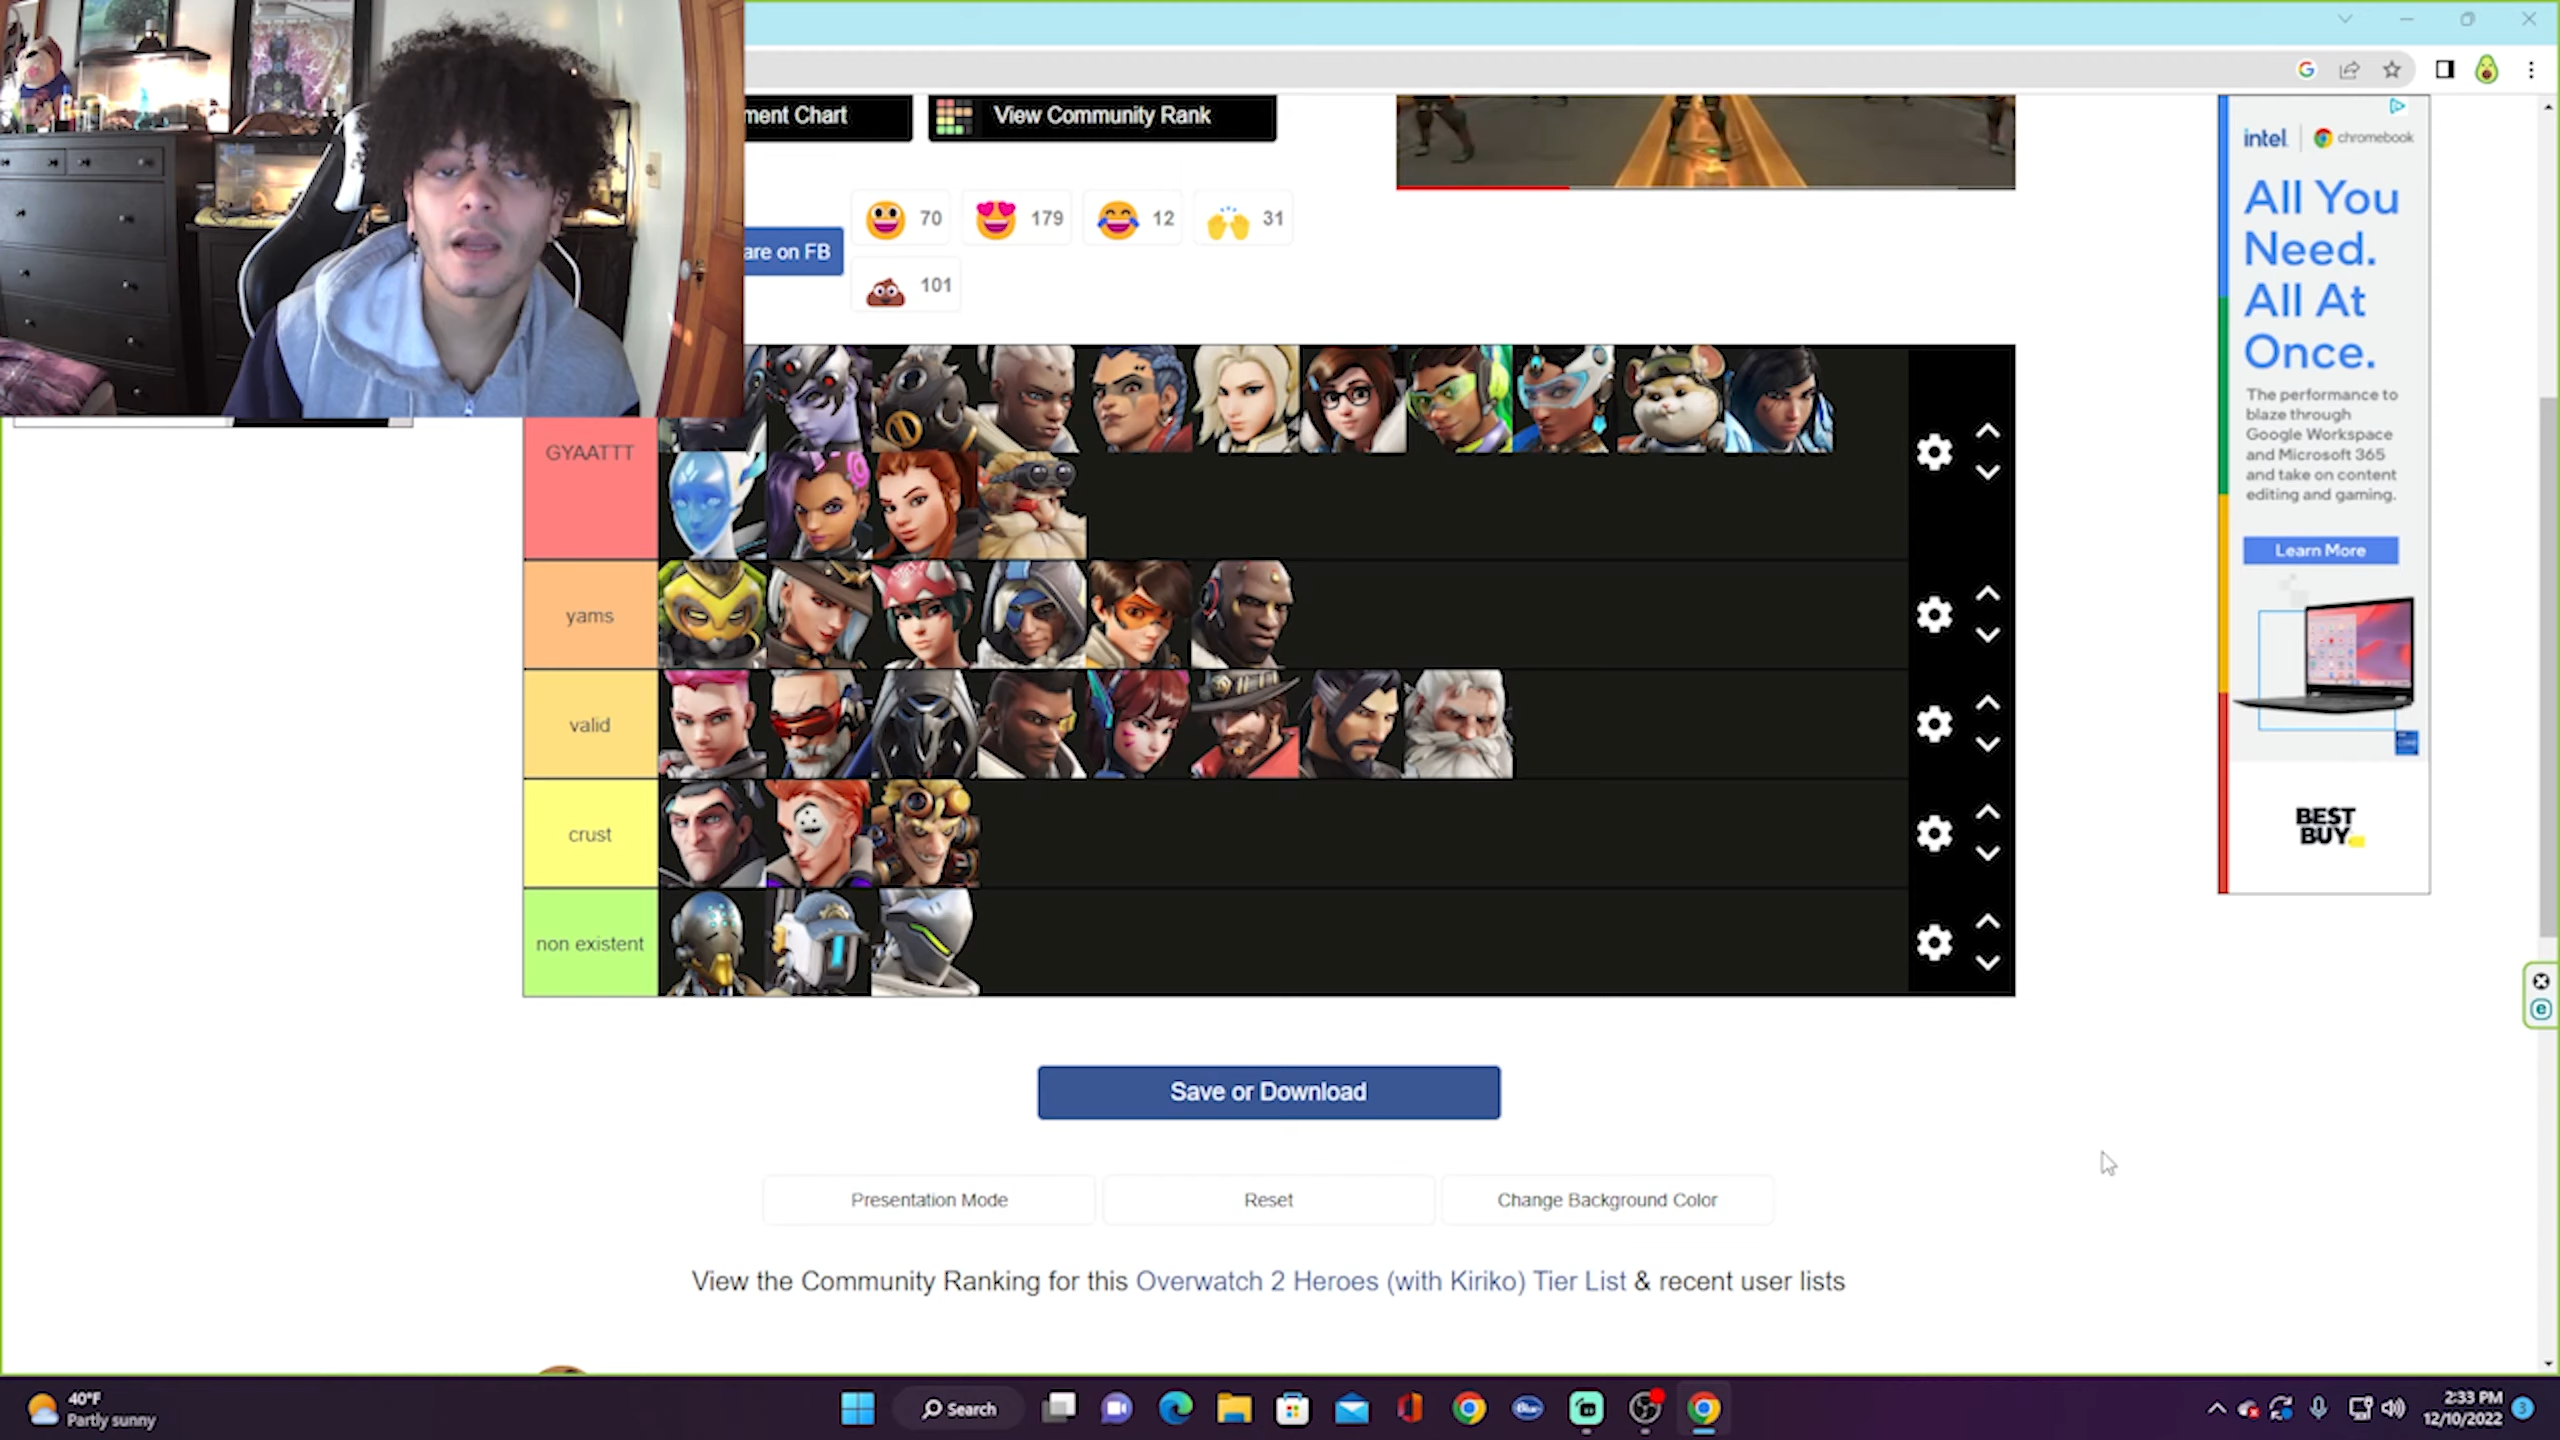 ment Chart
View Community Rank
70
179
12
31
are on FB
101
intel
chromebook
All You
Need.
All At
Once.
The performance to
blaze through
Google Workspace
and Microsoft 365
and take on content
editing and gaming.
Learn More
BEST
BUY
GYAATTT
yams
valid
crust
non existent
Save or Download
Presentation Mode
Reset
Change Background Color
View the Community Ranking for this Overwatch 2 Heroes (with Kiriko) Tier List & recent user lists
40°F
Partly sunny
Search
2:33 PM
12/10/2022
3